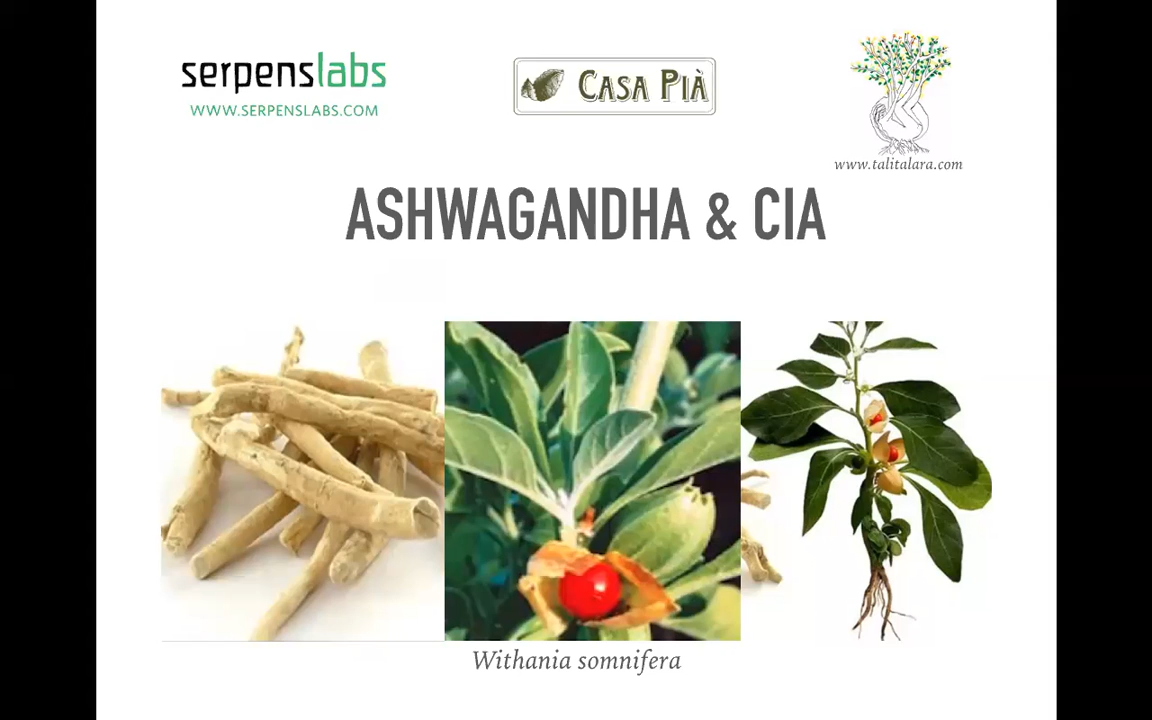 serpenslabs
WWW.SERPENSLABS.COM
CASA PIÀ
www.talitalara.com
ASHWAGANDHA & CIA
Withania somnifera